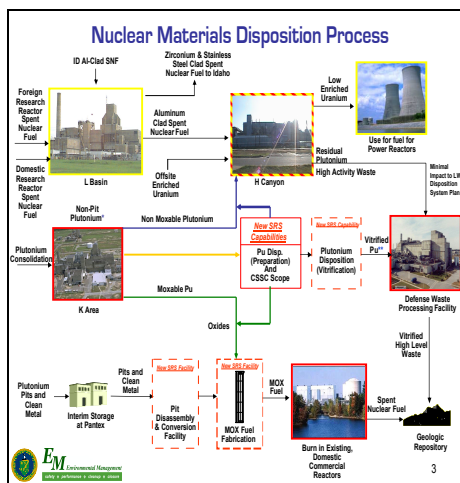 Nuclear Materials Disposition Process
ID Al-Clad SNF
Zirconium & Stainless
Steel Clad Spent
Nuclear Fuel to Idaho
Foreign
Research
Reactor
Spent
Nuclear
Fuel
Domestic
Research
Reactor
Spent
Nuclear
Fuel
L Basin
Aluminum
Clad Spent
Nuclear Fuel
Offsite
Enriched
Uranium
H Canyon
Low
Enriched
Uranium
Use for fuel for
Power Reactors
Residual
Plutonium
High Activity Waste
Minimal
Impact to LW
Disposition
System Plan
Non-Pit
Plutonium*
Non Moxable Plutonium
Plutonium
Consolidation
K Area
Moxable Pu
New SRS
Capabilities
Pu Disp.
(Preparation)
And
CSSC Scope
New SRS Capability
Plutonium
Disposition
(Vitrification)
Vitrified
Pu**
Defense Waste
Processing Facility
Oxides
Vitrified
High Level
Waste
Plutonium
Pits and
Clean
Metal
Interim Storage
at Pantex
Pits and
Clean
Metal
New SRS Facility
Pit
Disassembly
& Conversion
Facility
New SRS Facility
MOX Fuel
Fabrication
MOX
Fuel
Burn in Existing,
Domestic
Commercial
Reactors
Spent
Nuclear Fuel
Geologic
Repository
EM Environmental Management
safety ❖ performance ❖ cleanup ❖ closure
3